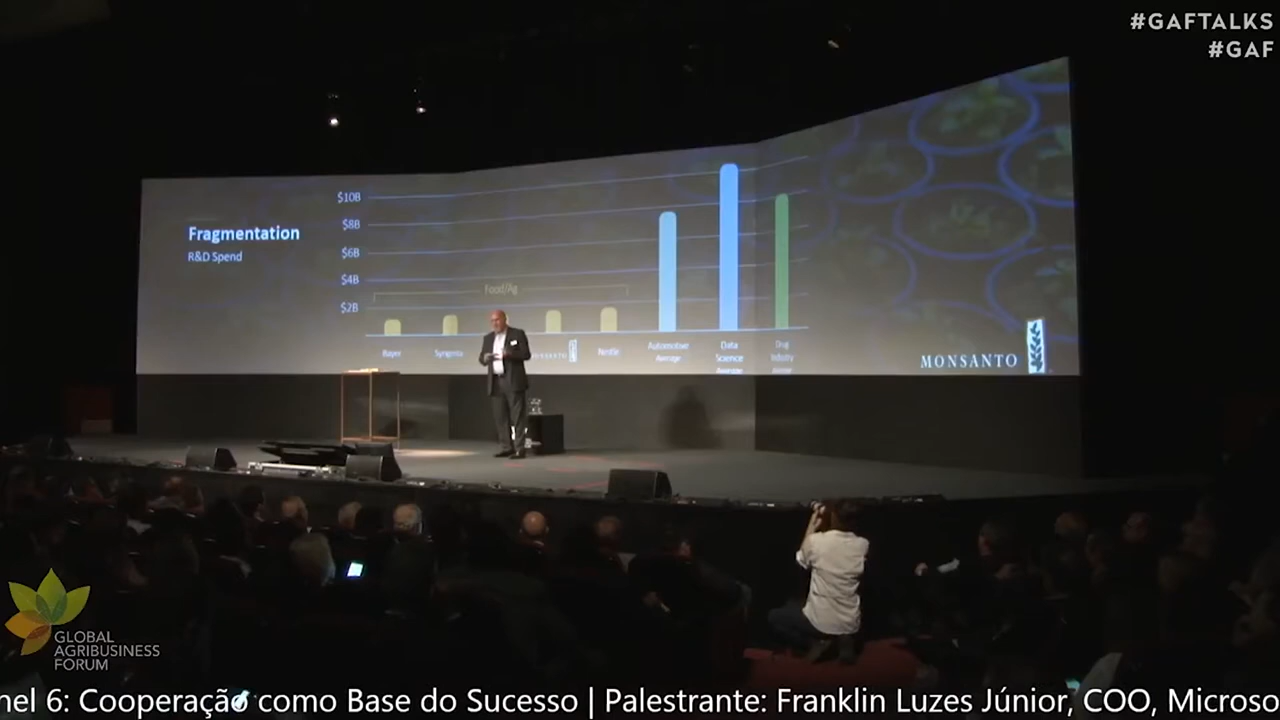 #GAFTALKS
#GAF
Fragmentation
R&D Spend
$10B
$8B
$6B
$4B
$2B
Food/Ag
Bayer
Syngenta
Nestle
Automotive
Average
Data
Science
Average
Drug
Industry
MONSANTO
GLOBAL
AGRIBUSINESS
FORUM
nel 6: Cooperação como Base do Sucesso | Palestrante: Franklin Luzes Júnior, COO, Microso